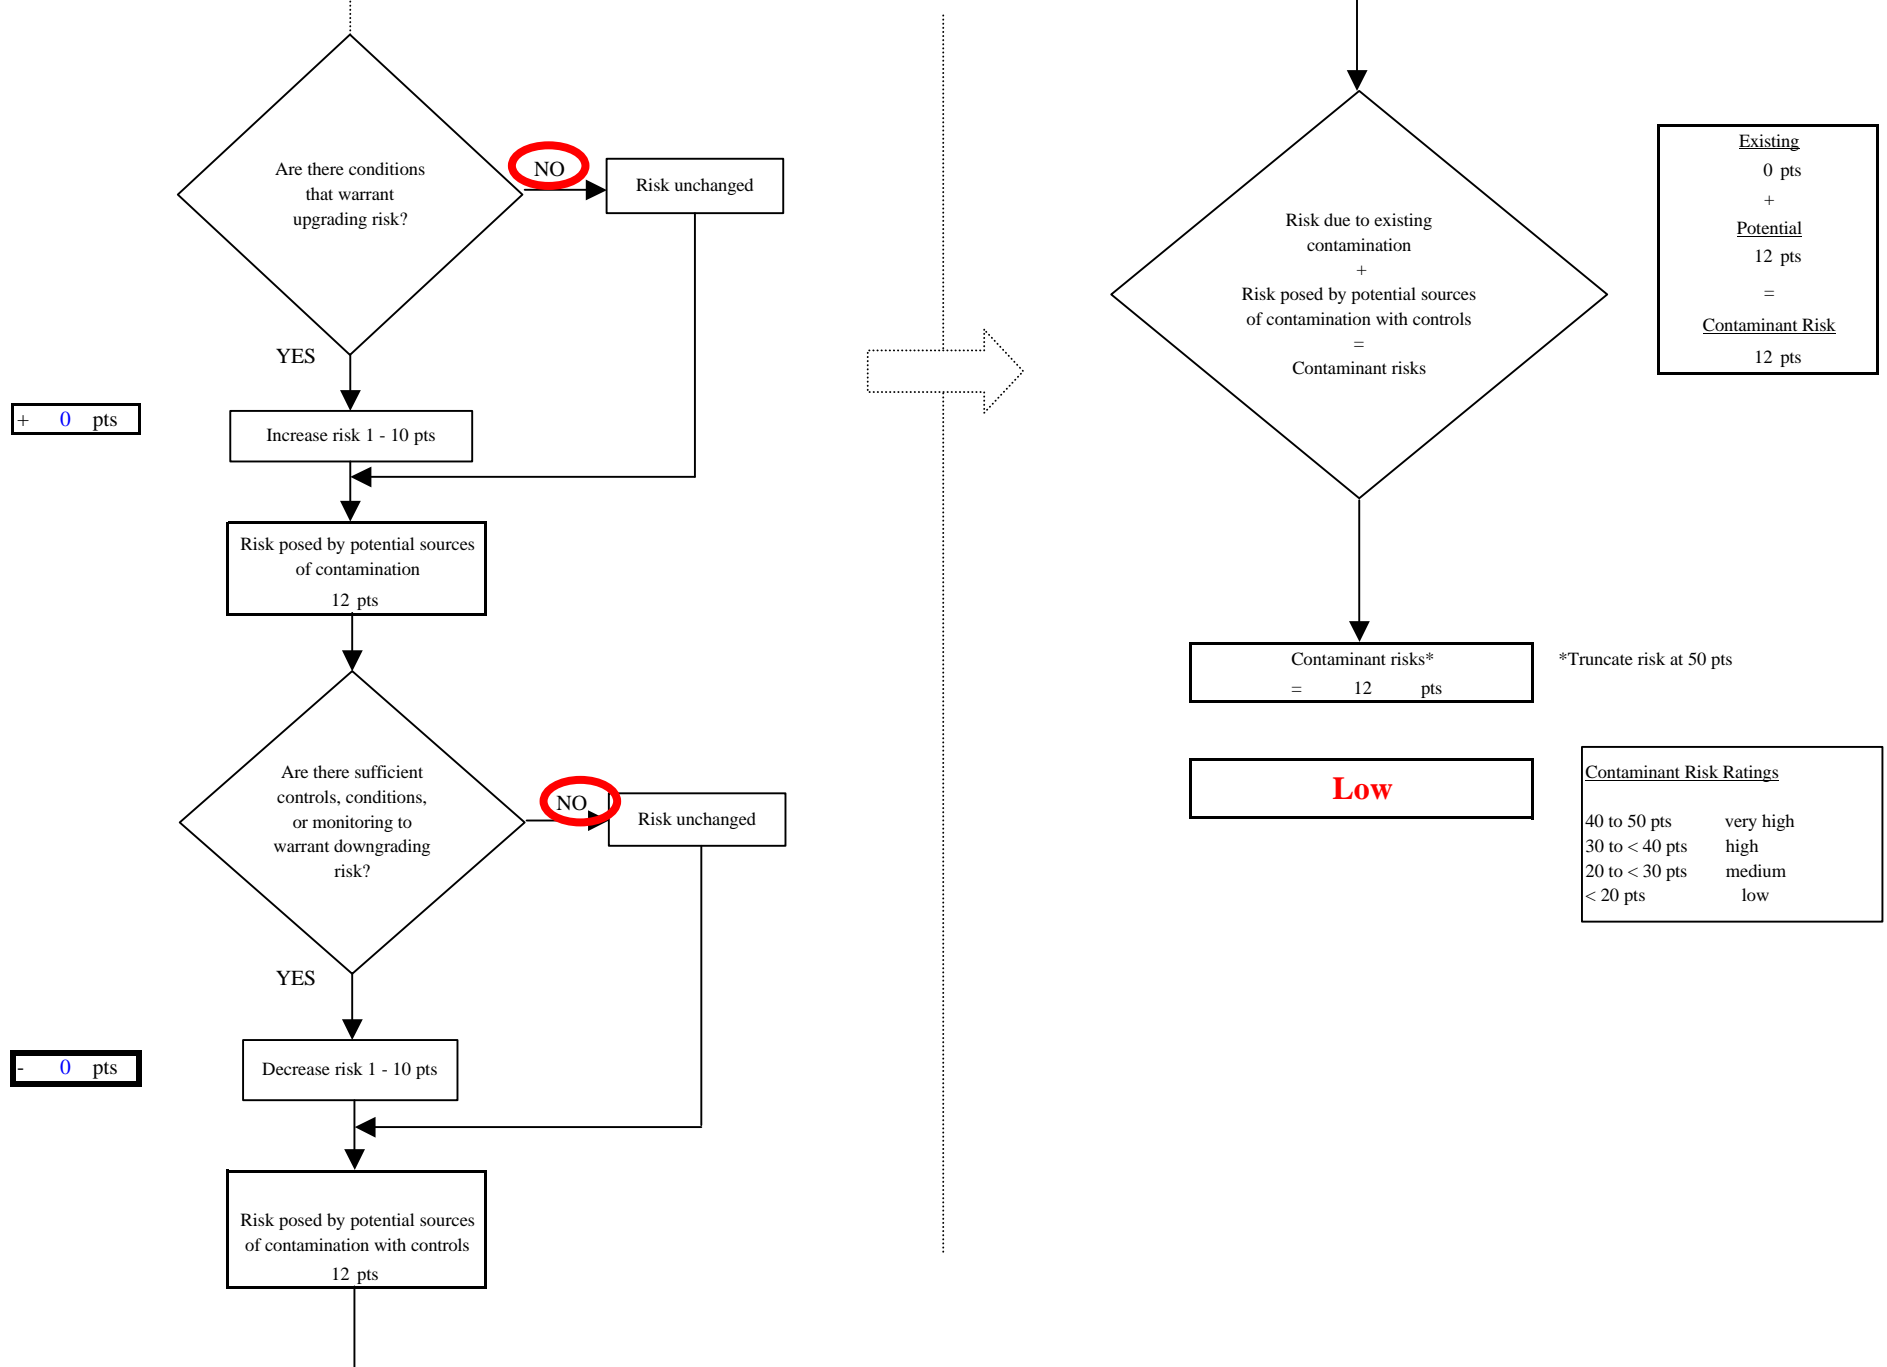 Are there conditions
that warrant
upgrading risk?
NO
Risk unchanged
YES
+ 0 pts
Increase risk 1 - 10 pts
Risk posed by potential sources
of contamination
12 pts
Are there sufficient
controls, conditions,
or monitoring to
warrant downgrading
risk?
NO
Risk unchanged
YES
- 0 pts
Decrease risk 1 - 10 pts
Risk posed by potential sources
of contamination with controls
12 pts
Risk due to existing
contamination
+
Risk posed by potential sources
of contamination with controls
=
Contaminant risks
Existing
0 pts
+
Potential
12 pts
=
Contaminant Risk
12 pts
Contaminant risks*
= 12 pts
*Truncate risk at 50 pts
Low
Contaminant Risk Ratings
40 to 50 pts very high
30 to < 40 pts high
20 to < 30 pts medium
< 20 pts low